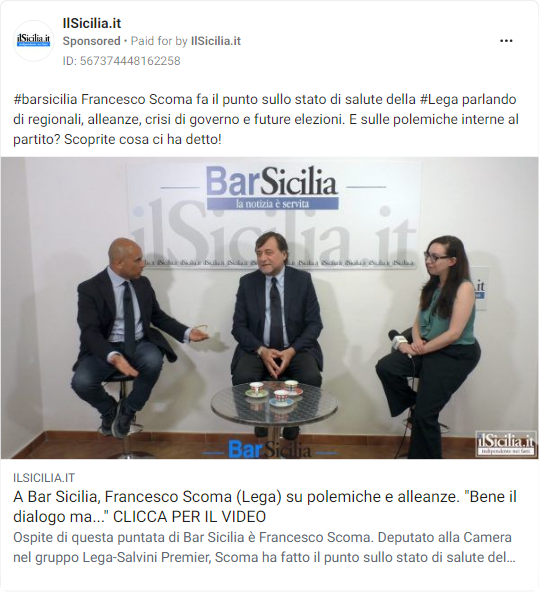 ilSicilia.it
indipendente nei fatti
IlSicilia.it
Sponsored • Paid for by IlSicilia.it
ID: 567374448162258
#barsicilia Francesco Scoma fa il punto sullo stato di salute della #Lega parlando
di regionali, alleanze, crisi di governo e future elezioni. E sulle polemiche interne al
partito? Scoprite cosa ci ha detto!
BarSicilia
la notizia è servita
ilSicilia.it
BarSicilia
ilSicilia.it
indipendente nei fatti
ILSICILIA.IT
A Bar Sicilia, Francesco Scoma (Lega) su polemiche e alleanze. "Bene il
dialogo ma..." CLICCA PER IL VIDEO
Ospite di questa puntata di Bar Sicilia è Francesco Scoma. Deputato alla Camera
nel gruppo Lega-Salvini Premier, Scoma ha fatto il punto sullo stato di salute del...